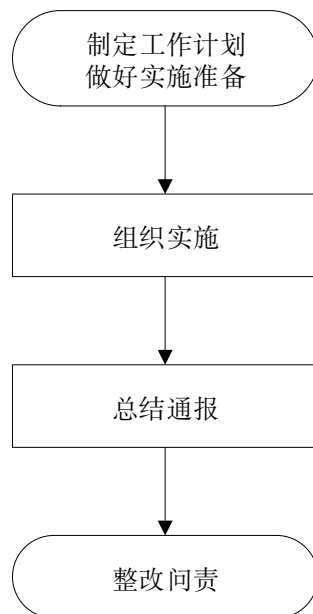 制定工作计划
做好实施准备
组织实施
总结通报
整改问责